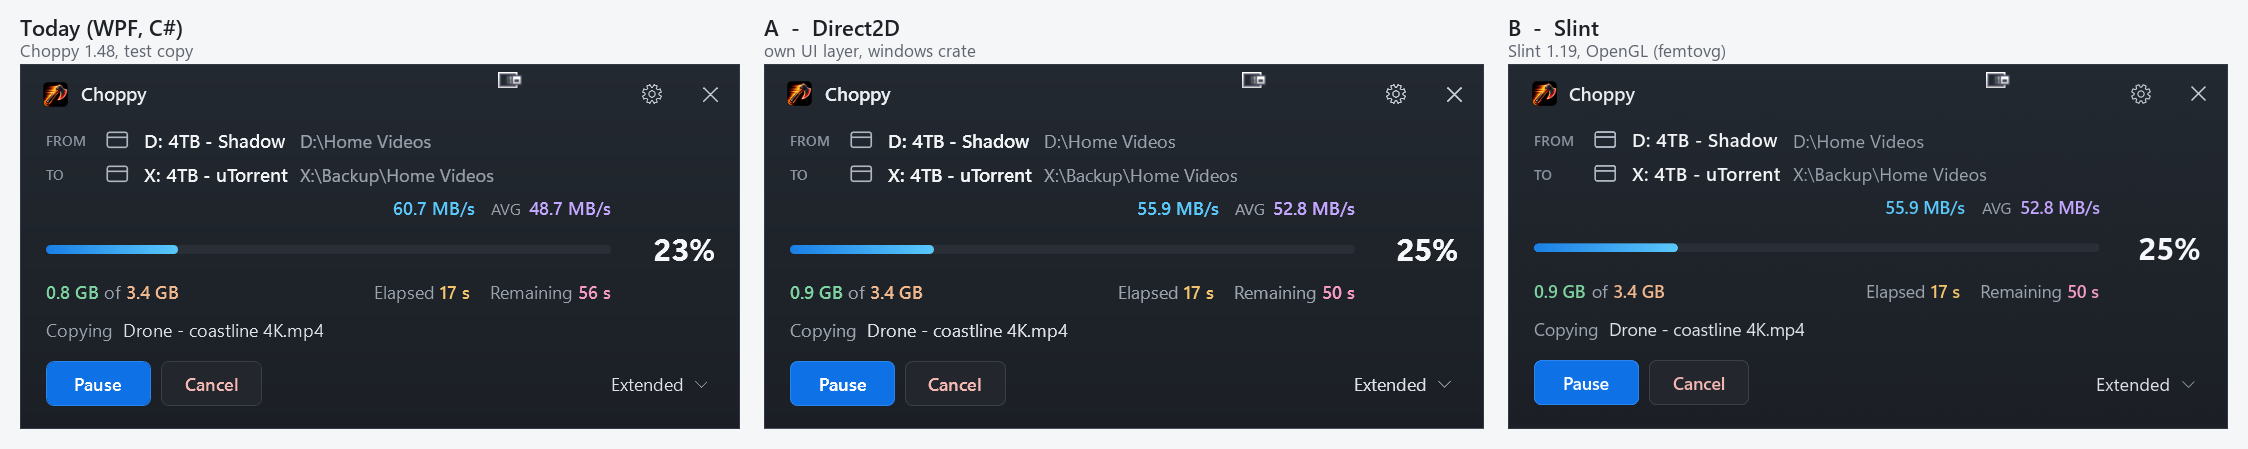 Today (WPF, C#)
Choppy 1.48, test copy
Choppy
FROM D: 4TB - Shadow D:\Home Videos
TO X: 4TB - uTorrent X:\Backup\Home Videos
60.7 MB/s AVG 48.7 MB/s
23%
0.8 GB of 3.4 GB Elapsed 17 s Remaining 56 s
Copying Drone - coastline 4K.mp4
Pause Cancel Extended
A - Direct2D
own UI layer, windows crate
Choppy
FROM D: 4TB - Shadow D:\Home Videos
TO X: 4TB - uTorrent X:\Backup\Home Videos
55.9 MB/s AVG 52.8 MB/s
25%
0.9 GB of 3.4 GB Elapsed 17 s Remaining 50 s
Copying Drone - coastline 4K.mp4
Pause Cancel Extended
B - Slint
Slint 1.19, OpenGL (femtovg)
Choppy
FROM D: 4TB - Shadow D:\Home Videos
TO X: 4TB - uTorrent X:\Backup\Home Videos
55.9 MB/s AVG 52.8 MB/s
25%
0.9 GB of 3.4 GB Elapsed 17 s Remaining 50 s
Copying Drone - coastline 4K.mp4
Pause Cancel Extended